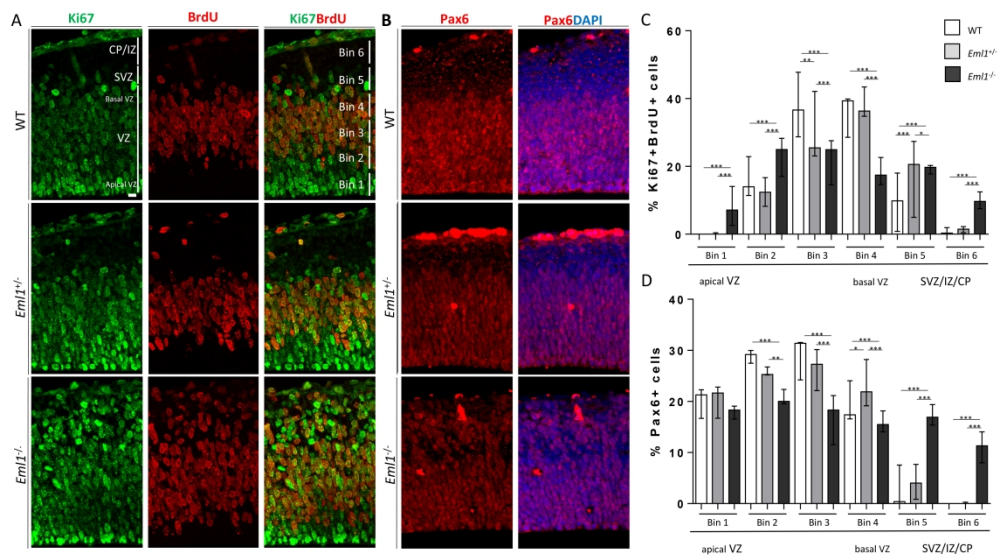 A
Ki67
BrdU
Ki67BrdU
B
Pax6
Pax6DAPI
WT
CP/IZ
SVZ
Basal VZ
VZ
Apical VZ
Bin 6
Bin 5
Bin 4
Bin 3
Bin 2
Bin 1
WT
Eml1+/-
Eml1+/-
Eml1-/-
Eml1-/-
C
WT
Eml1+/-
Eml1-/-
% Ki67+BrdU+ cells
60
40
20
0
***
***
***
***
***
**
***
***
***
***
***
*
***
***
Bin 1
Bin 2
Bin 3
Bin 4
Bin 5
Bin 6
apical VZ
basal VZ
SVZ/IZ/CP
D
% Pax6+ cells
40
30
20
10
0
***
**
***
***
***
*
***
***
***
***
***
Bin 1
Bin 2
Bin 3
Bin 4
Bin 5
Bin 6
apical VZ
basal VZ
SVZ/IZ/CP